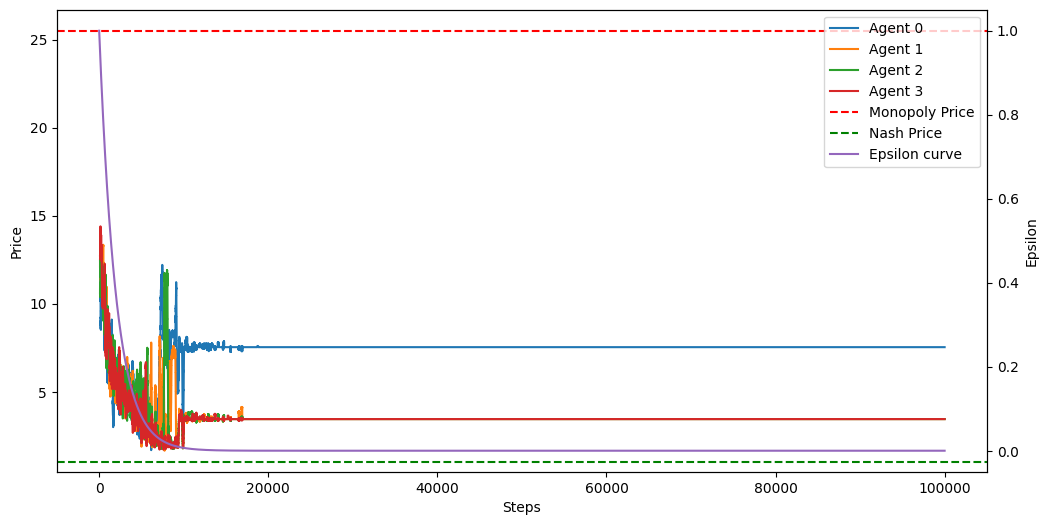 25
20
15
10
5
Price
1.0
0.8
0.6
0.4
0.2
0.0
Epsilon
Agent 0
Agent 1
Agent 2
Agent 3
Monopoly Price
Nash Price
Epsilon curve
0
20000
40000
60000
80000
100000
Steps